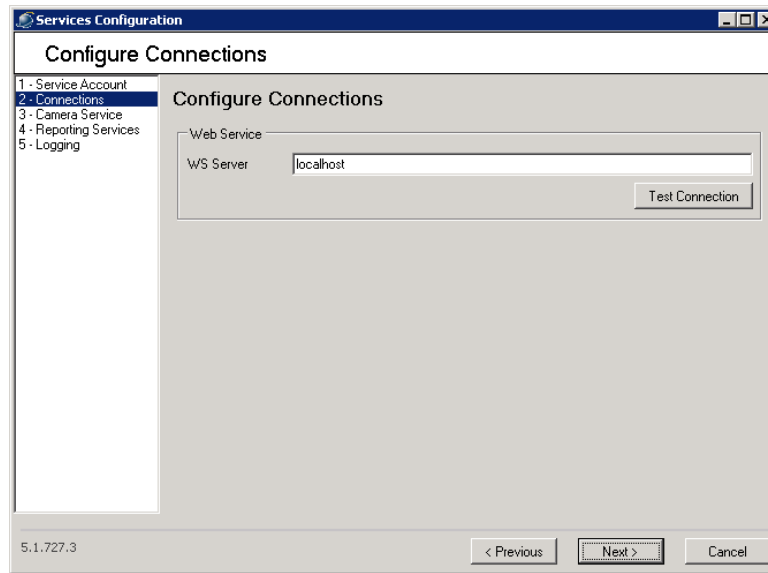 Services Configuration
Configure Connections
1 - Service Account
2 - Connections
3 - Camera Service
4 - Reporting Services
5 - Logging
Configure Connections
Web Service
WS Server localhost
Test Connection
5.1.727.3 < Previous Next > Cancel